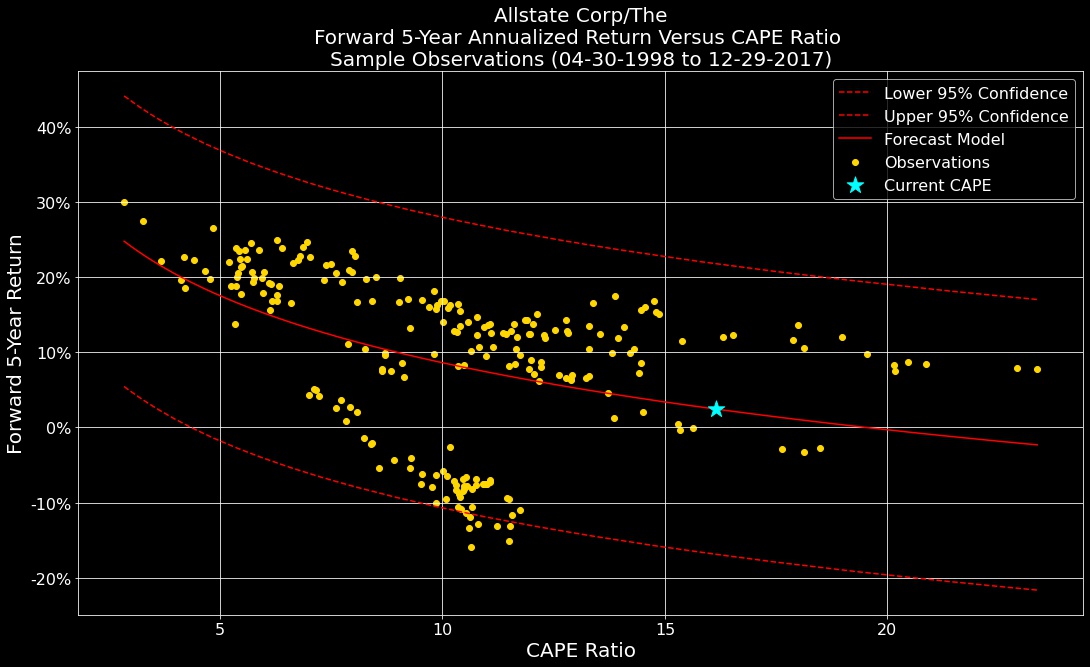 Allstate Corp/The
Forward 5-Year Annualized Return Versus CAPE Ratio
Sample Observations (04-30-1998 to 12-29-2017)
Lower 95% Confidence
Upper 95% Confidence
Forecast Model
Observations
Current CAPE
Forward 5-Year Return
40%
30%
20%
10%
0%
-10%
-20%
5
10
15
20
CAPE Ratio